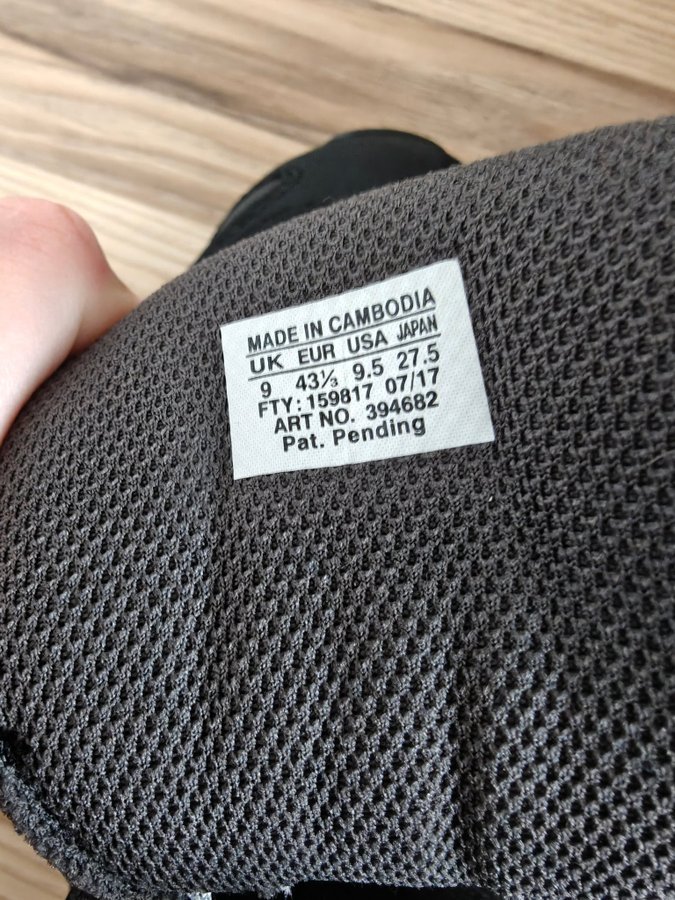 MADE IN CAMBODIA
UK EUR USA JAPAN
9 43⅓ 9.5 27.5
FTY: 159817 07/17
ART NO. 394682
Pat. Pending